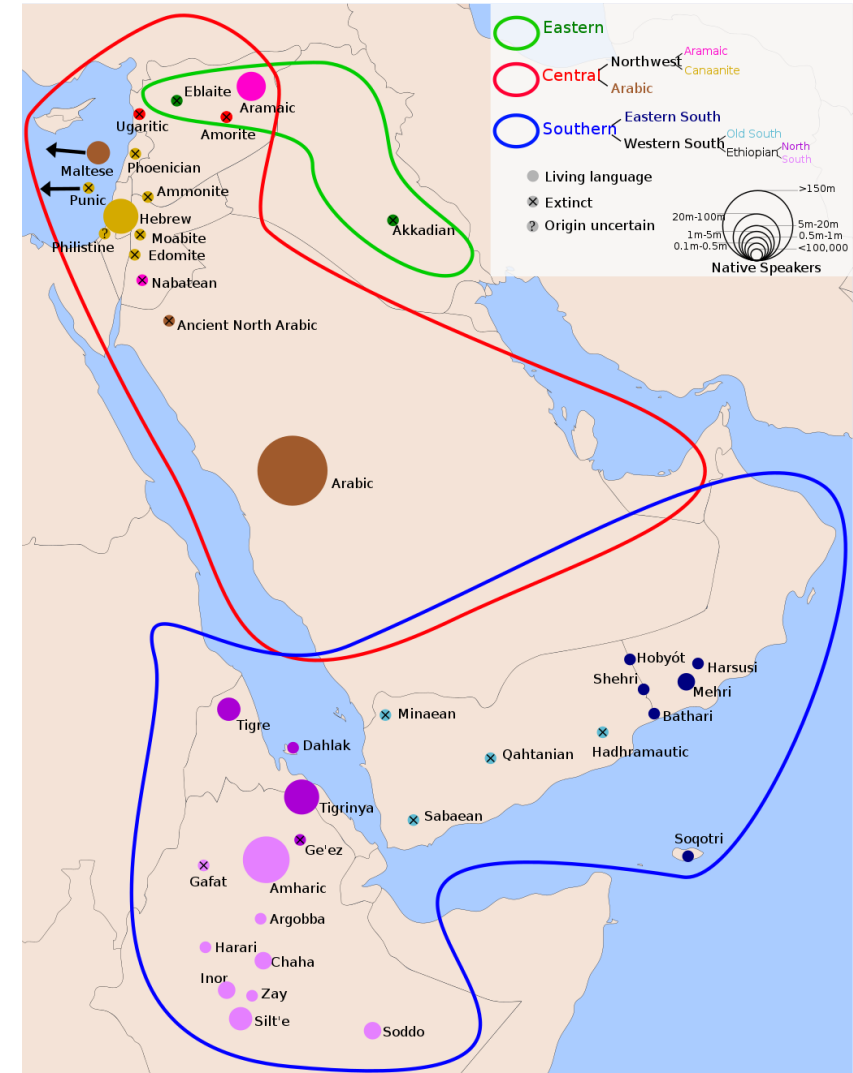 Eastern
Central
Northwest
Aramaic
Canaanite
Arabic
Southern
Eastern South
Western South
Old South
Ethiopian
North
South
Living language
Extinct
? Origin uncertain
>150m
20m-100m
5m-20m
1m-5m
0.5m-1m
0.1m-0.5m
<100,000
Native Speakers
Eblaite
Aramaic
Ugaritic
Amorite
Maltese
Phoenician
Punic
Ammonite
Hebrew
?
Philistine
Moabite
Edomite
Akkadian
Nabatean
Ancient North Arabic
Arabic
Hobyót
Harsusi
Shehri
Mehri
Bathari
Minaean
Hadhramautic
Qahtanian
Sabaean
Soqotri
Tigre
Dahlak
Tigrinya
Ge'ez
Gafat
Amharic
Argobba
Harari
Chaha
Inor
Zay
Silt'e
Soddo